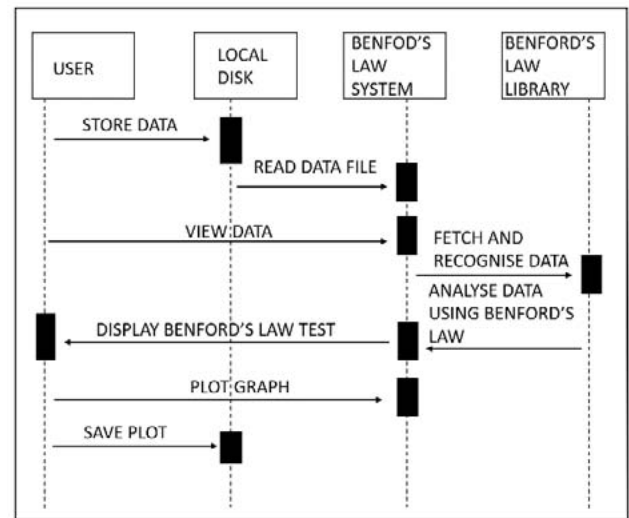 USER
LOCAL
DISK
BENFOD'S
LAW
SYSTEM
BENFORD'S
LAW
LIBRARY
STORE DATA
READ DATA FILE
VIEW DATA
FETCH AND
RECOGNISE DATA
ANALYSE DATA
USING BENFORD'S
LAW
DISPLAY BENFORD'S LAW TEST
PLOT GRAPH
SAVE PLOT